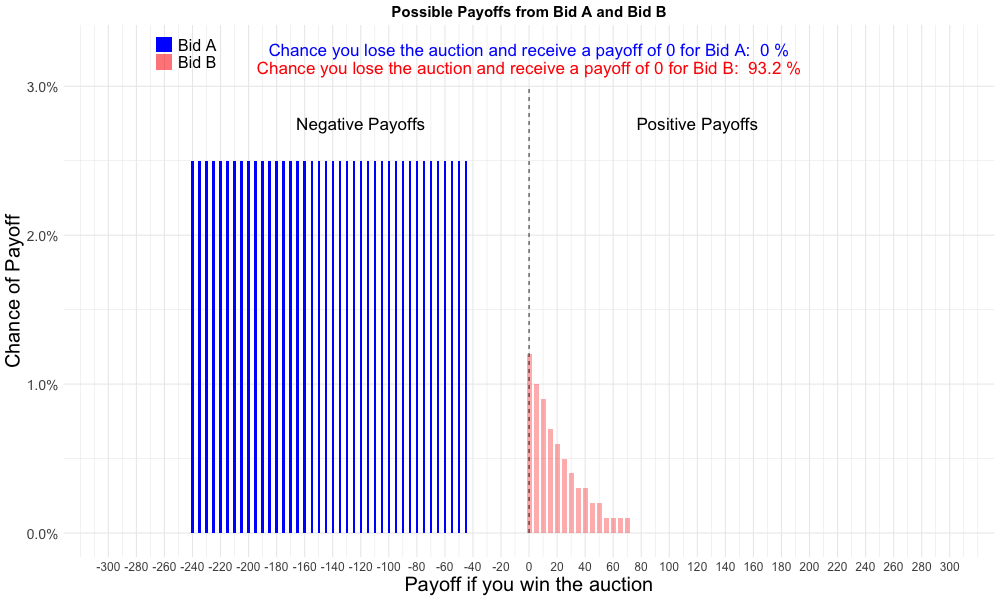 Possible Payoffs from Bid A and Bid B
Bid A
Bid B
Chance you lose the auction and receive a payoff of 0 for Bid A:  0 %
Chance you lose the auction and receive a payoff of 0 for Bid B:  93.2 %
Negative Payoffs
Positive Payoffs
Chance of Payoff
3.0%
2.0%
1.0%
0.0%
-300 -280 -260 -240 -220 -200 -180 -160 -140 -120 -100 -80 -60 -40 -20 0 20 40 60 80 100 120 140 160 180 200 220 240 260 280 300
Payoff if you win the auction